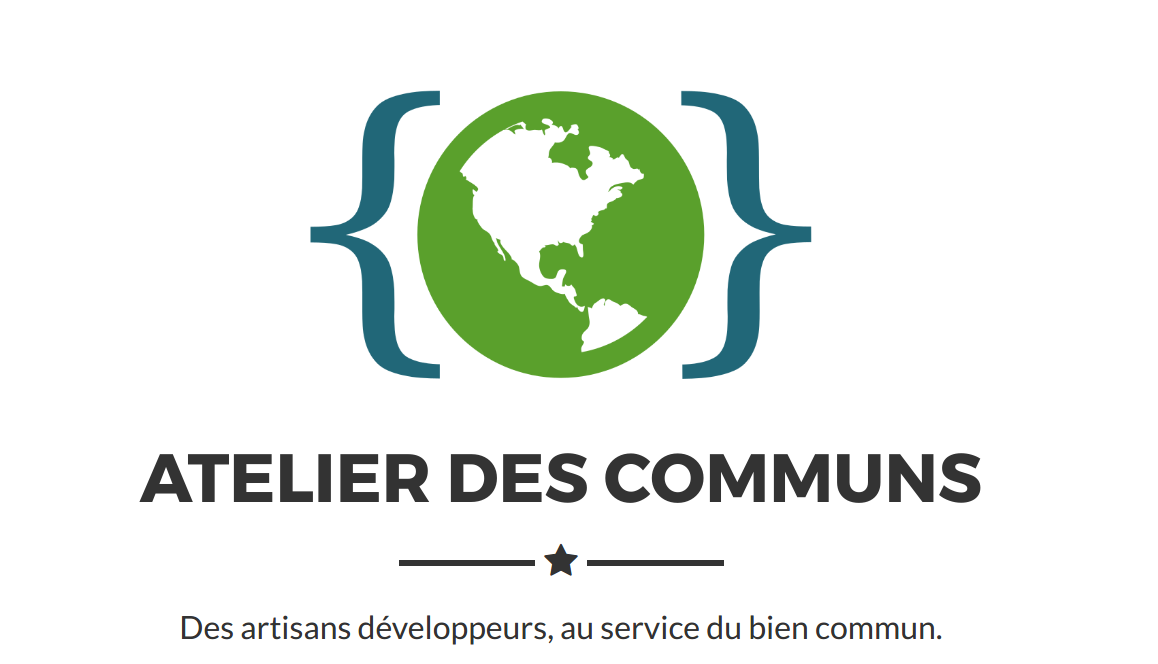 ATELIER DES COMMUNS
Des artisans développeurs, au service du bien commun.